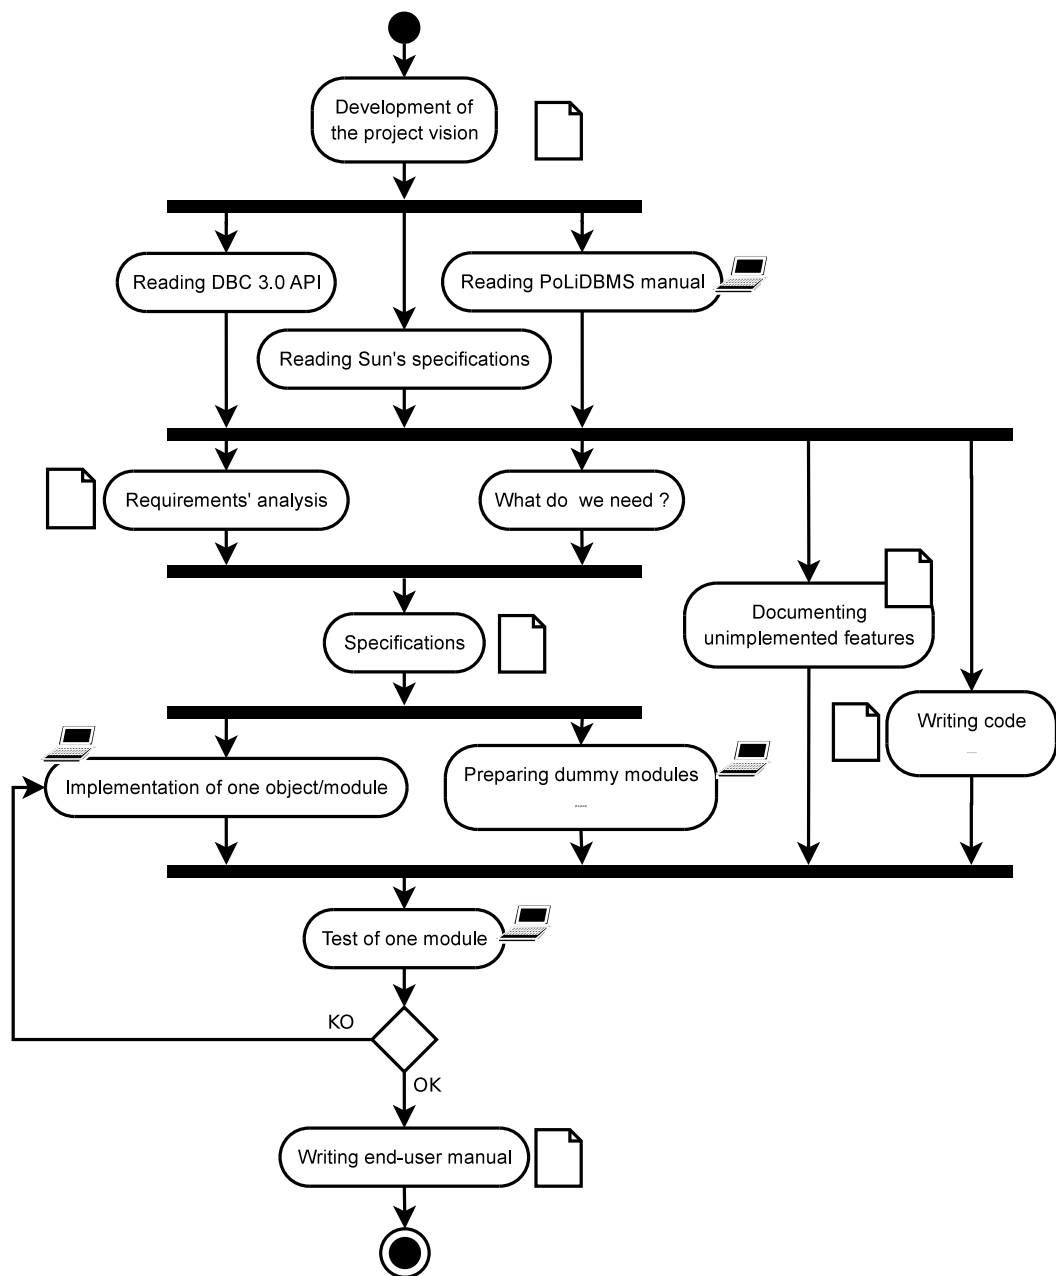 Development of
the project vision
Reading DBC 3.0 API
Reading PoLiDBMS manual
Reading Sun's specifications
Requirements' analysis
What do  we need ?
Documenting
unimplemented features
Specifications
Writing code
Implementation of one object/module
Preparing dummy modules
Test of one module
KO
OK
Writing end-user manual